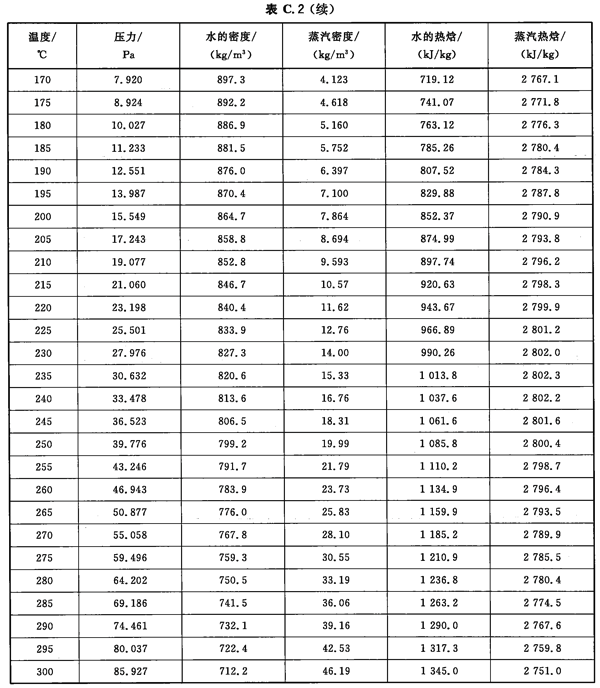 表 C.2（续）
温度/ 压力/ 水的密度/ 蒸汽密度/ 水的热焓/ 蒸汽热焓/
℃ Pa (kg/m³) (kg/m³) (kJ/kg) (kJ/kg)
170 7.920 897.3 4.123 719.12 2 767.1
175 8.924 892.2 4.618 741.07 2 771.8
180 10.027 886.9 5.160 763.12 2 776.3
185 11.233 881.5 5.752 785.26 2 780.4
190 12.551 876.0 6.397 807.52 2 784.3
195 13.987 870.4 7.100 829.88 2 787.8
200 15.549 864.7 7.864 852.37 2 790.9
205 17.243 858.8 8.694 874.99 2 793.8
210 19.077 852.8 9.593 897.74 2 796.2
215 21.060 846.7 10.57 920.63 2 798.3
220 23.198 840.4 11.62 943.67 2 799.9
225 25.501 833.9 12.76 966.89 2 801.2
230 27.976 827.3 14.00 990.26 2 802.0
235 30.632 820.6 15.33 1 013.8 2 802.3
240 33.478 813.6 16.76 1 037.6 2 802.2
245 36.523 806.5 18.31 1 061.6 2 801.6
250 39.776 799.2 19.99 1 085.8 2 800.4
255 43.246 791.7 21.79 1 110.2 2 798.7
260 46.943 783.9 23.73 1 134.9 2 796.4
265 50.877 776.0 25.83 1 159.9 2 793.5
270 55.058 767.8 28.10 1 185.2 2 789.9
275 59.496 759.3 30.55 1 210.9 2 785.5
280 64.202 750.5 33.19 1 236.8 2 780.4
285 69.186 741.5 36.06 1 263.2 2 774.5
290 74.461 732.1 39.16 1 290.0 2 767.6
295 80.037 722.4 42.53 1 317.3 2 759.8
300 85.927 712.2 46.19 1 345.0 2 751.0